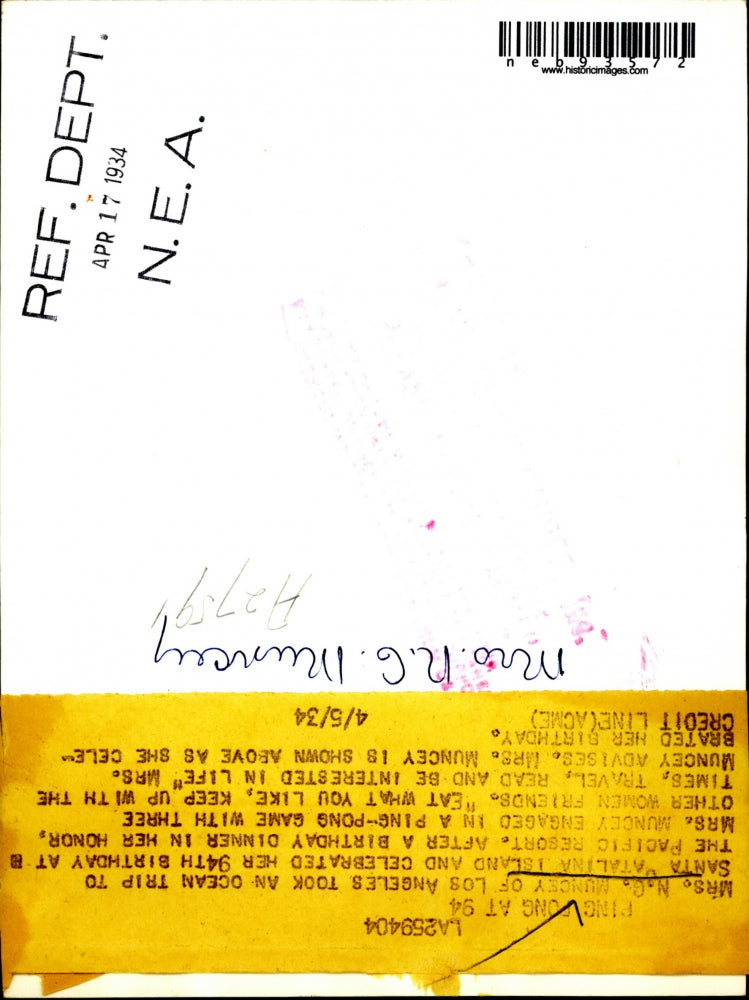 neb93572
www.historicimages.com
REF. DEPT.
APR 17 1934
N. E. A.
A27591
Mrs. N.G. Muncey
LA259404
PING PONG AT 94
MRS. N.G. MUNCEY OF LOS ANGELES TOOK AN OCEAN TRIP TO
SANTA CATALINA ISLAND AND CELEBRATED HER 94TH BIRTHDAY AT
THE PACIFIC RESORT. AFTER A BIRTHDAY DINNER IN HER HONOR,
MRS. MUNCEY ENGAGED IN A PING-PONG GAME WITH THREE
OTHER WOMEN FRIENDS. "EAT WHAT YOU LIKE, KEEP UP WITH THE
TIMES, TRAVEL, READ AND BE INTERESTED IN LIFE" MRS.
MUNCEY ADVISES. MRS. MUNCEY IS SHOWN ABOVE AS SHE CELE-
BRATED HER BIRTHDAY.
CREDIT LINE(ACME) 4/5/34